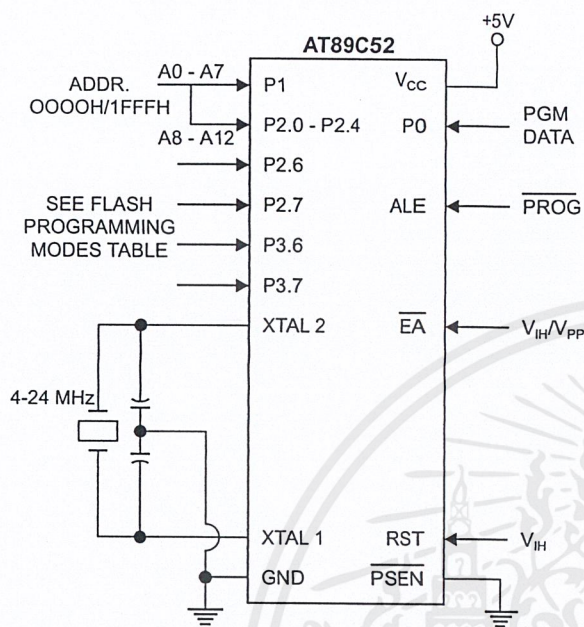 +5V
AT89C52
ADDR.
OOOOH/1FFFH
A0 - A7
A8 - A12
P1
P2.0 - P2.4
P2.6
P2.7
P3.6
P3.7
SEE FLASH
PROGRAMMING
MODES TABLE
XTAL 2
4-24 MHz
XTAL 1
GND
VCC
P0
PGM
DATA
ALE
PROG
EA
VIH/VPP
RST
VIH
PSEN